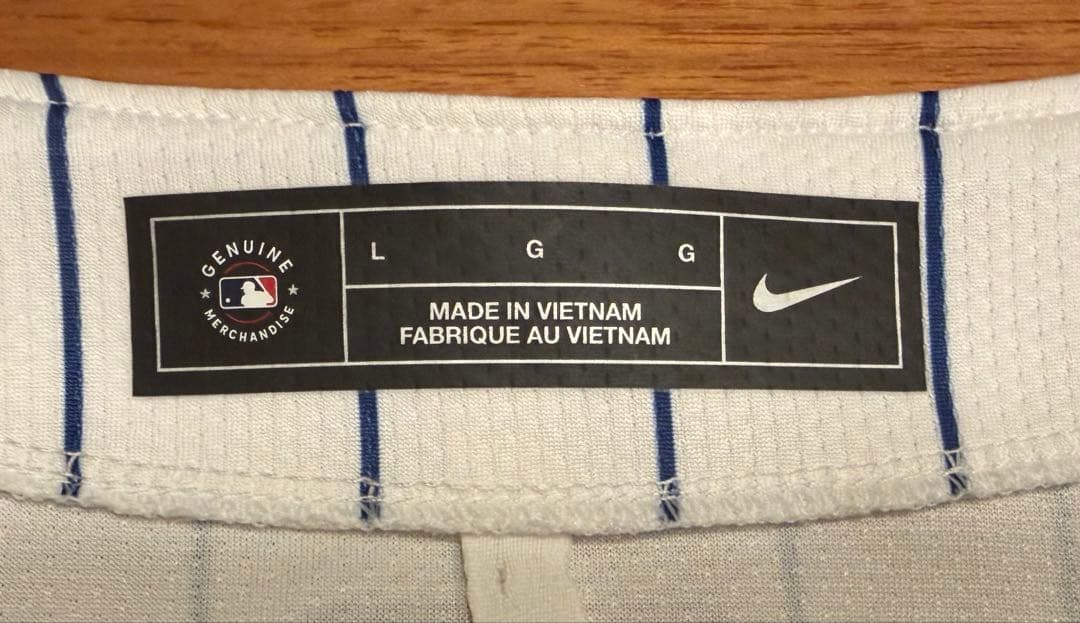 GENUINE
MERCHANDISE
L G G
MADE IN VIETNAM
FABRIQUE AU VIETNAM